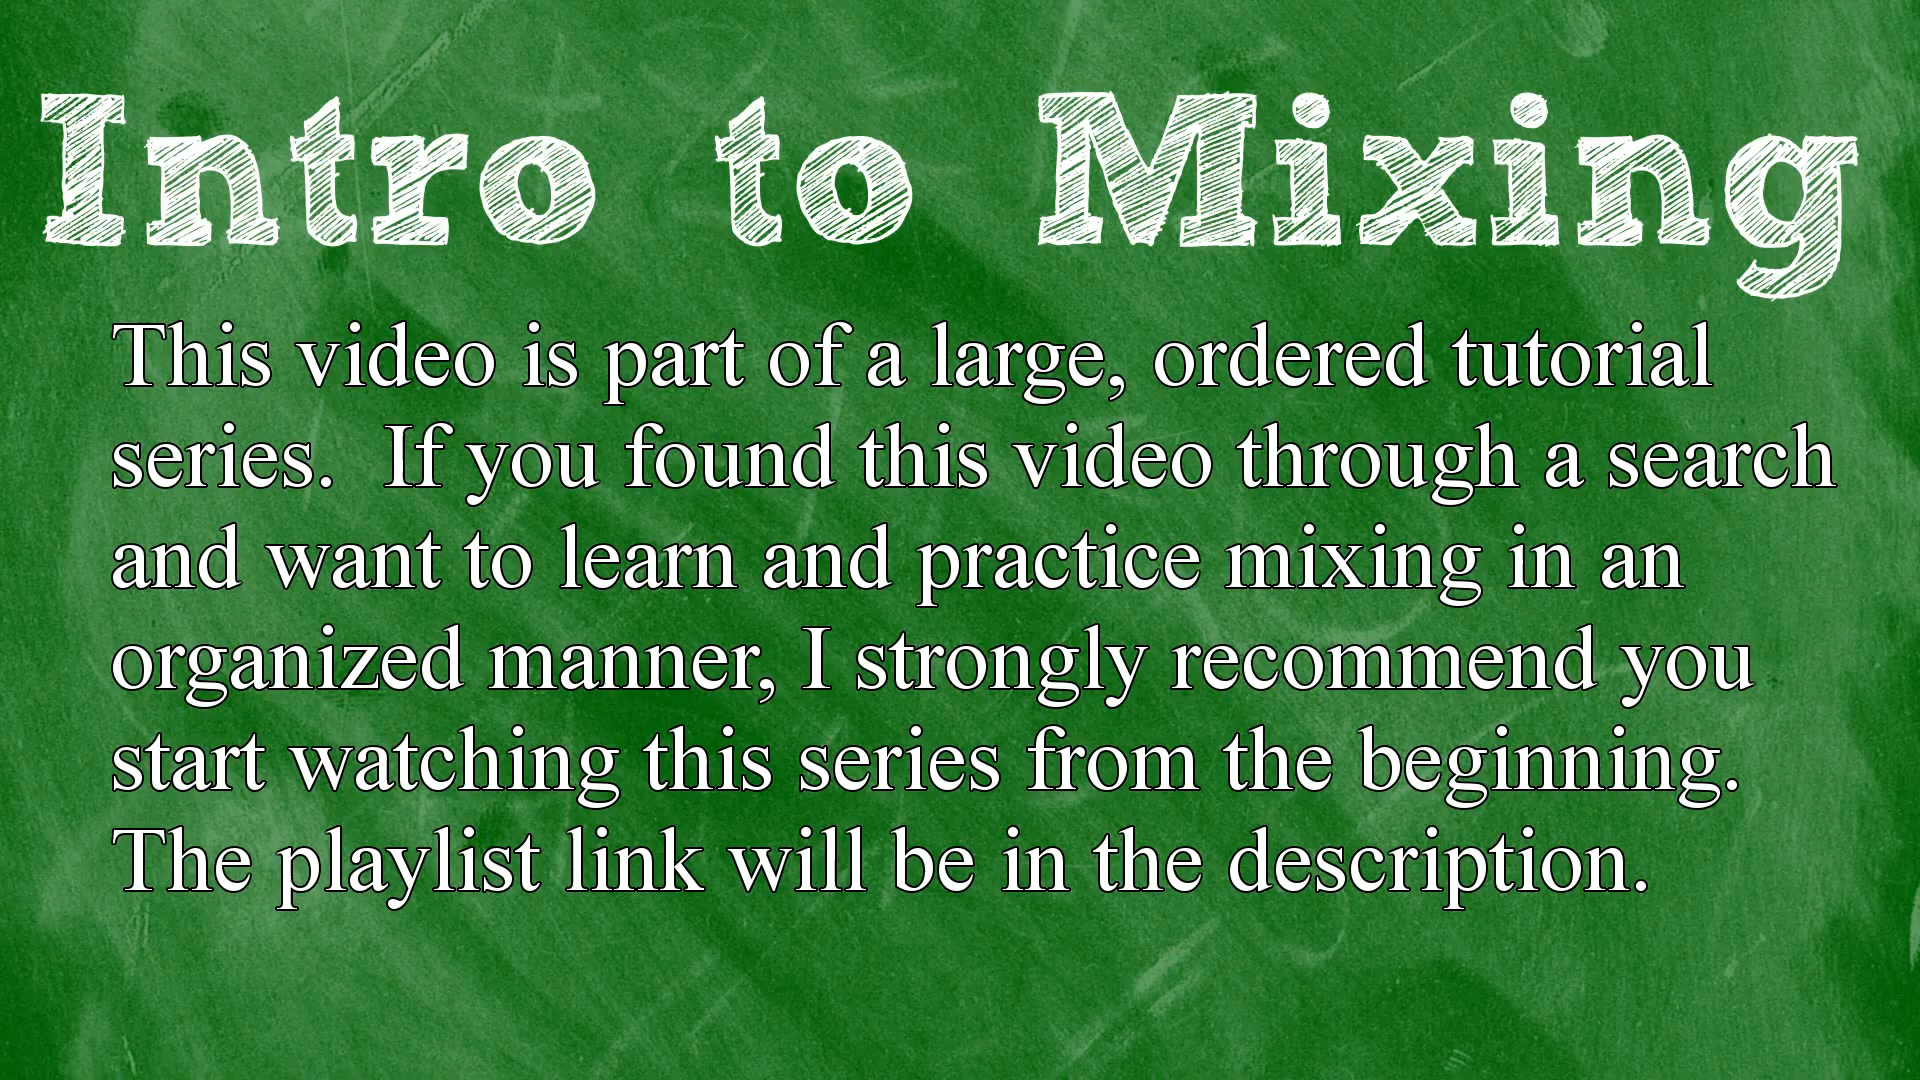 Intro to Mixing
This video is part of a large, ordered tutorial
series.  If you found this video through a search
and want to learn and practice mixing in an
organized manner, I strongly recommend you
start watching this series from the beginning.
The playlist link will be in the description.